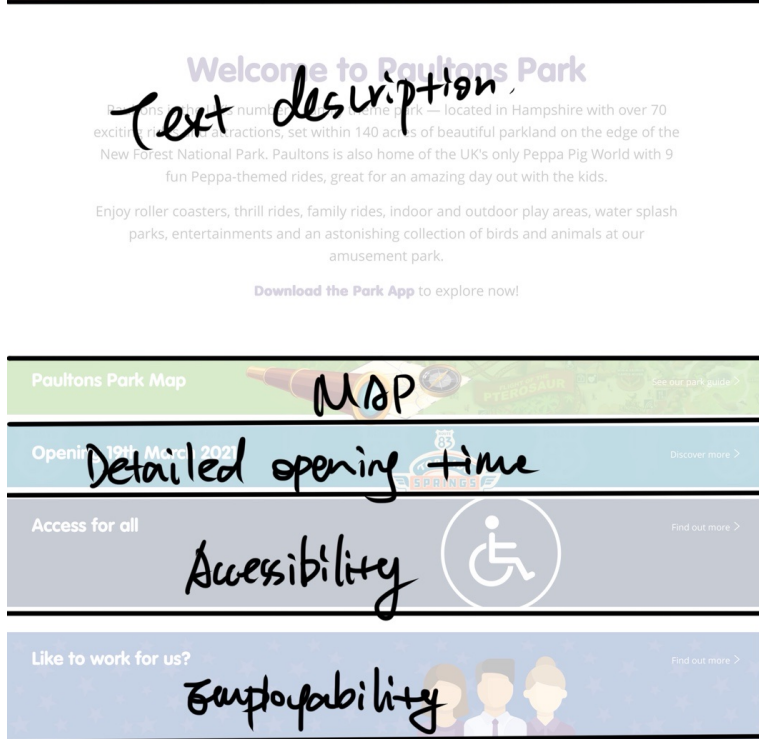 Welcome to Paultons Park
Text description.
Paultons is the UK's number one theme park — located in Hampshire with over 70
exciting rides and attractions, set within 140 acres of beautiful parkland on the edge of the
New Forest National Park. Paultons is also home of the UK's only Peppa Pig World with 9
fun Peppa-themed rides, great for an amazing day out with the kids.
Enjoy roller coasters, thrill rides, family rides, indoor and outdoor play areas, water splash
parks, entertainments and an astonishing collection of birds and animals at our
amusement park.
Download the Park App to explore now!
Paultons Park Map
MAP
PTEROSAUR
See our park guide >
Opening 19th March 2021
Detailed opening time
83
SPRINGS
Discover more >
Access for all
Accessibility
Find out more >
Like to work for us?
Employability
Find out more >